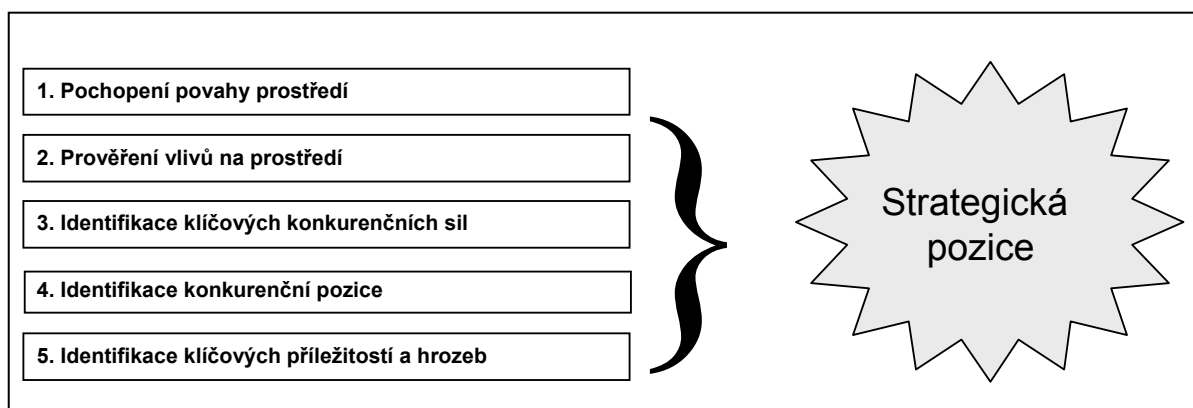 1. Pochopení povahy prostředí
2. Prověření vlivů na prostředí
3. Identifikace klíčových konkurenčních sil
4. Identifikace konkurenční pozice
5. Identifikace klíčových příležitostí a hrozeb
Strategická
pozice